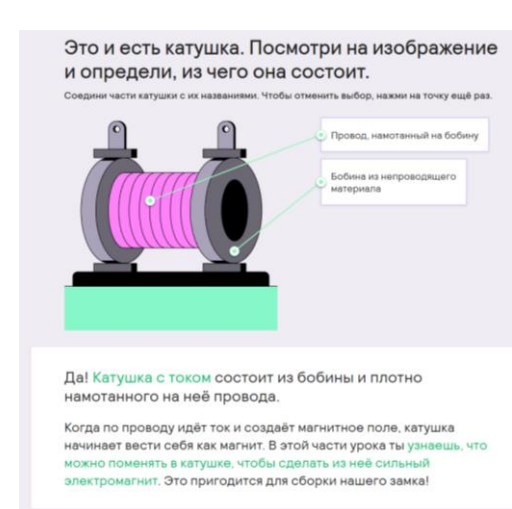 Это и есть катушка. Посмотри на изображение
и определи, из чего она состоит.
Соедини части катушки с их названиями. Чтобы отменить выбор, нажми на точку ещё раз.
Провод, намотанный на бобину
Бобина из непроводящего
материала
Да! Катушка с током состоит из бобины и плотно
намотанного на неё провода.
Когда по проводу идёт ток и создаёт магнитное поле, катушка
начинает вести себя как магнит. В этой части урока ты узнаешь, что
можно поменять в катушке, чтобы сделать из неё сильный
электромагнит. Это пригодится для сборки нашего замка!